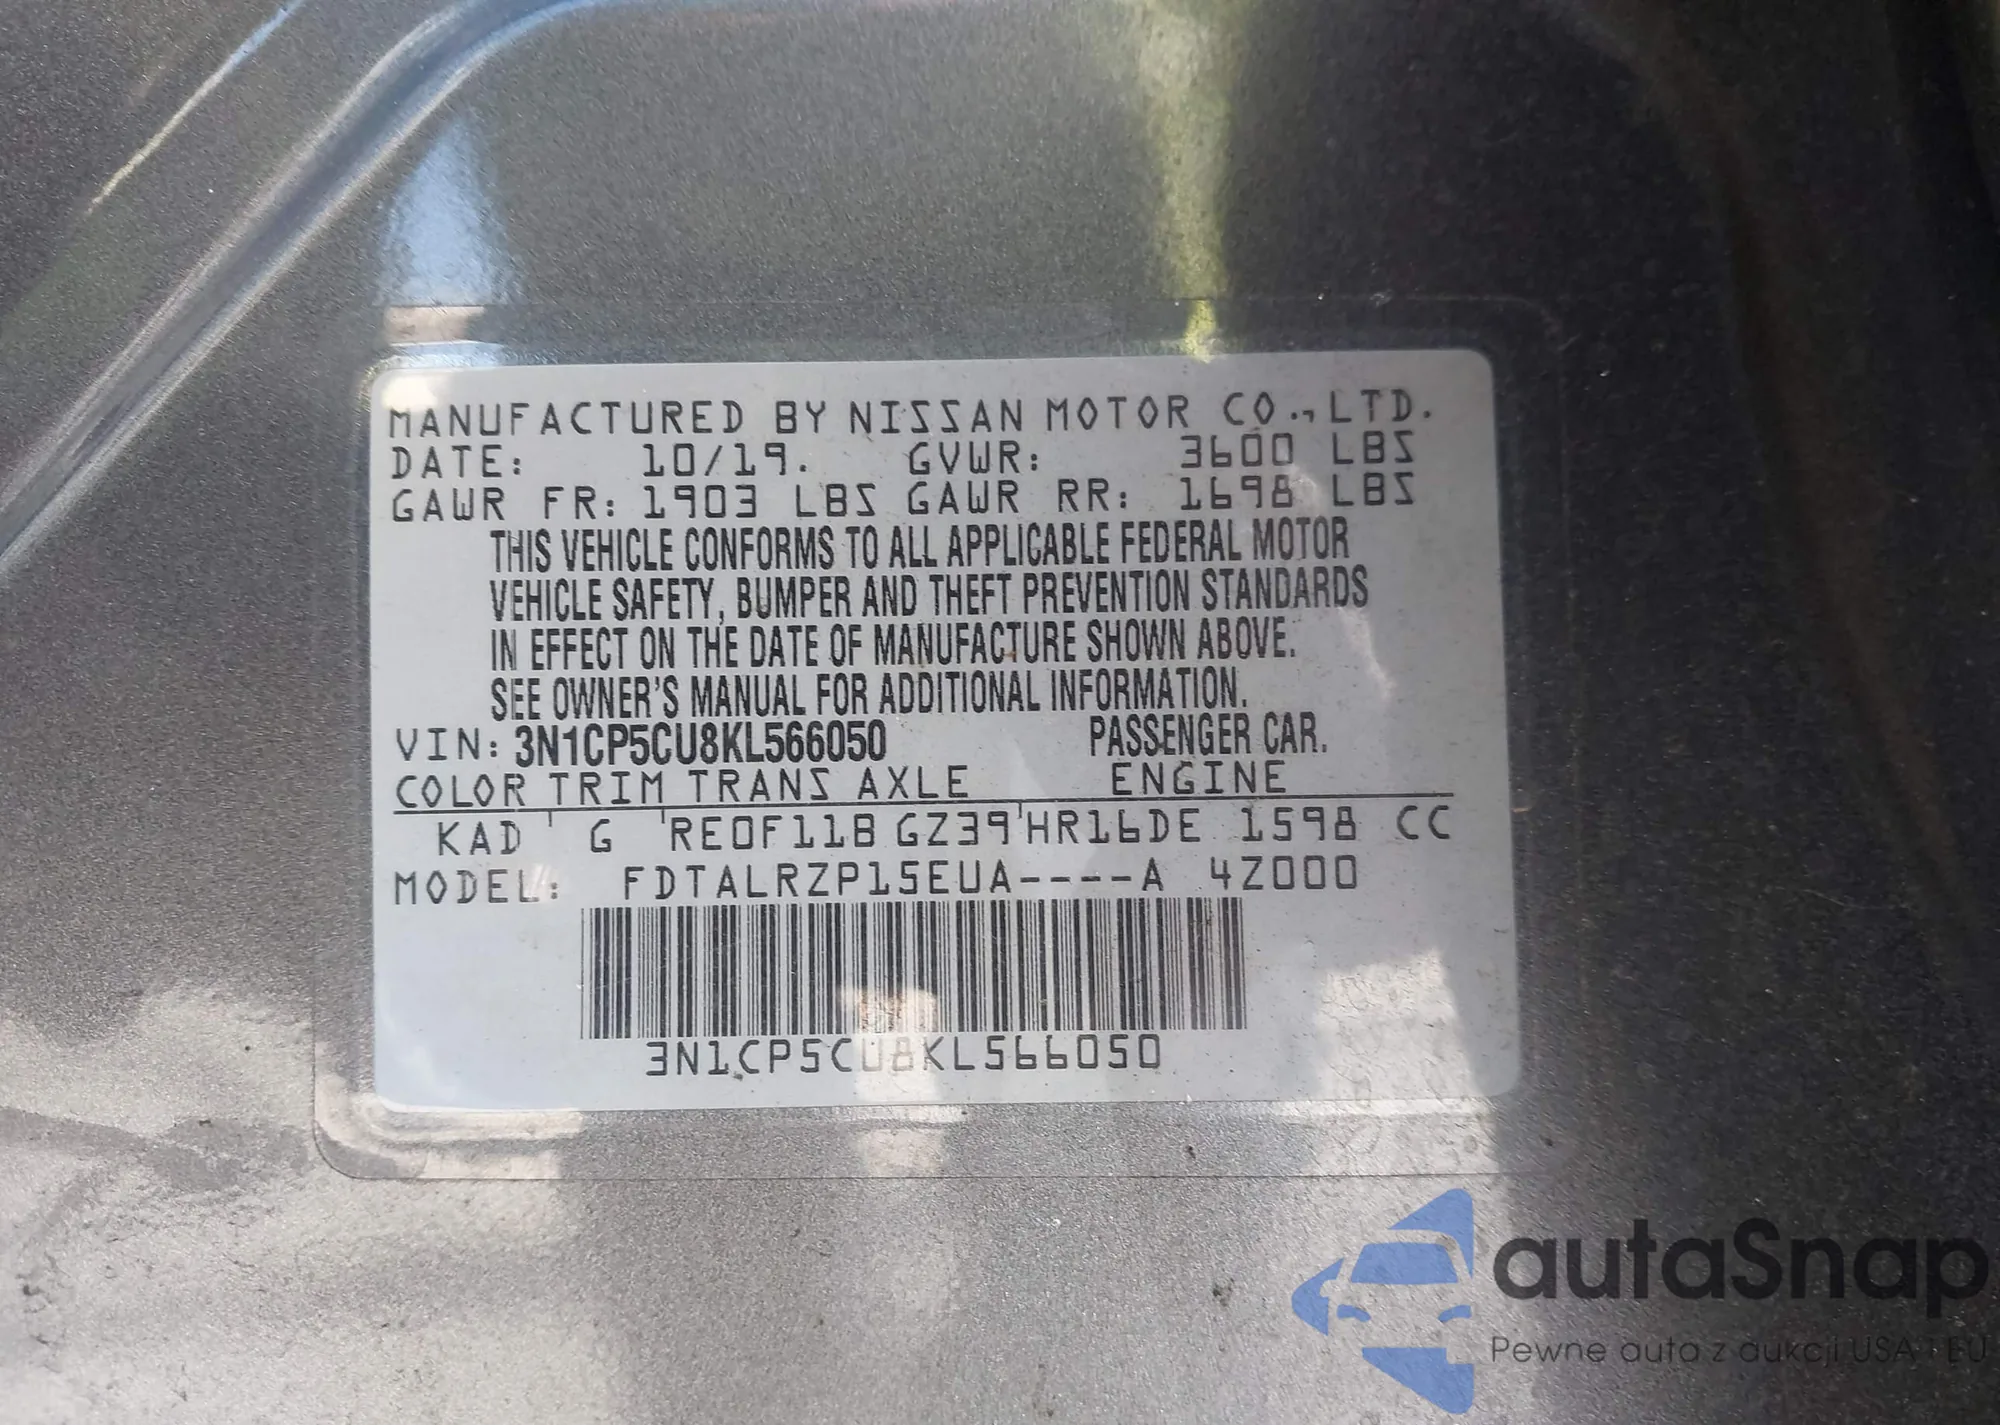 MANUFACTURED BY NISSAN MOTOR CO.,LTD.
DATE: 10/19. GVWR: 3600 LBS
GAWR FR: 1903 LBS GAWR RR: 1698 LBS
THIS VEHICLE CONFORMS TO ALL APPLICABLE FEDERAL MOTOR
VEHICLE SAFETY, BUMPER AND THEFT PREVENTION STANDARDS
IN EFFECT ON THE DATE OF MANUFACTURE SHOWN ABOVE.
SEE OWNER'S MANUAL FOR ADDITIONAL INFORMATION.
VIN: 3N1CP5CU8KL566050 PASSENGER CAR.
COLOR TRIM TRANS AXLE ENGINE
KAD ' G 'RE0F11B GZ39'HR16DE 1598 CC
MODEL: FDTALRZP15EUA----A 4Z000
3N1CP5CU8KL566050
autaSnap
Pewne auta z aukcji USA i EU